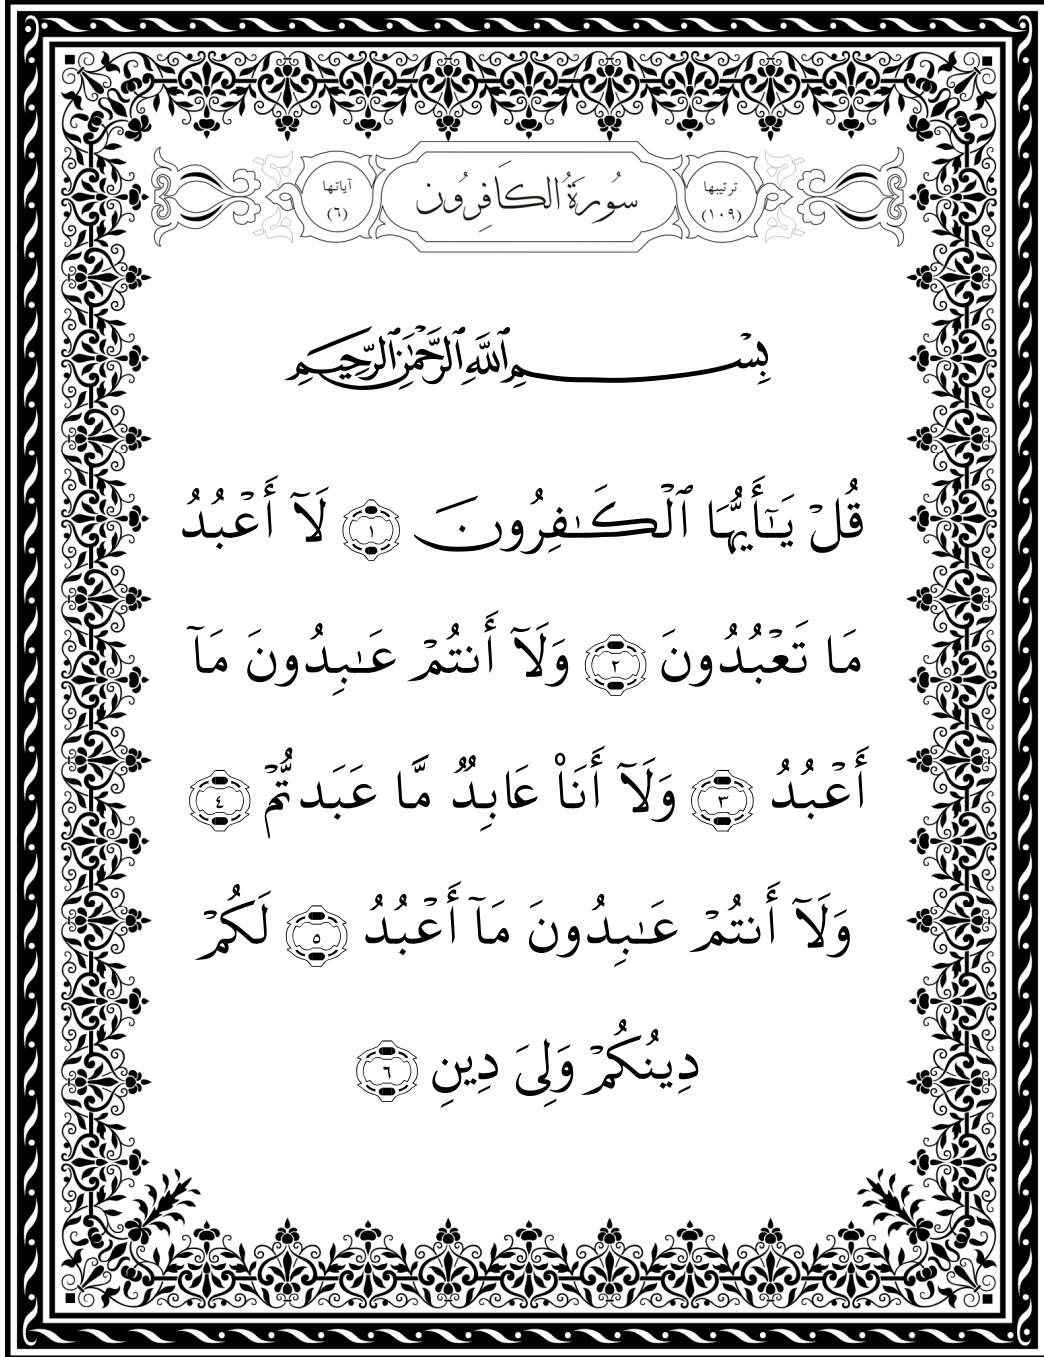 ترتيبها
(١٠٩)
سُورَةُ الكَافِرُون
آياتها
(٦)
بِسْمِ ٱللَّهِ ٱلرَّحْمَٰنِ ٱلرَّحِيمِ
قُلْ يَـٰٓأَيُّهَا ٱلْكَـٰفِرُونَ ١ لَآ أَعْبُدُ
مَا تَعْبُدُونَ ٢ وَلَآ أَنتُمْ عَـٰبِدُونَ مَآ
أَعْبُدُ ٣ وَلَآ أَنَا۠ عَابِدٌ مَّا عَبَدتُّمْ ٤
وَلَآ أَنتُمْ عَـٰبِدُونَ مَآ أَعْبُدُ ٥ لَكُمْ
دِينُكُمْ وَلِىَ دِينِ ٦